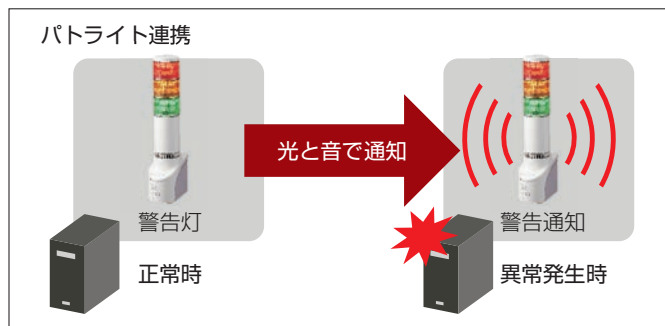 パトライト連携
光と音で通知
警告灯
警告通知
正常時
異常発生時